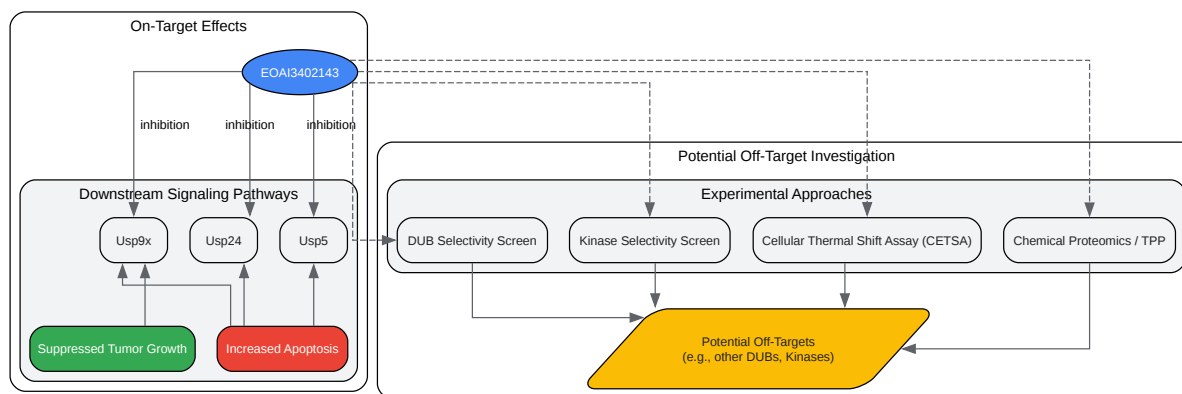 On-Target Effects
EOAI3402143
inhibition
inhibition
inhibition
Downstream Signaling Pathways
Usp9x
Usp24
Usp5
Suppressed Tumor Growth
Increased Apoptosis
Potential Off-Target Investigation
Experimental Approaches
DUB Selectivity Screen
Kinase Selectivity Screen
Cellular Thermal Shift Assay (CETSA)
Chemical Proteomics / TPP
Potential Off-Targets
(e.g., other DUBs, Kinases)